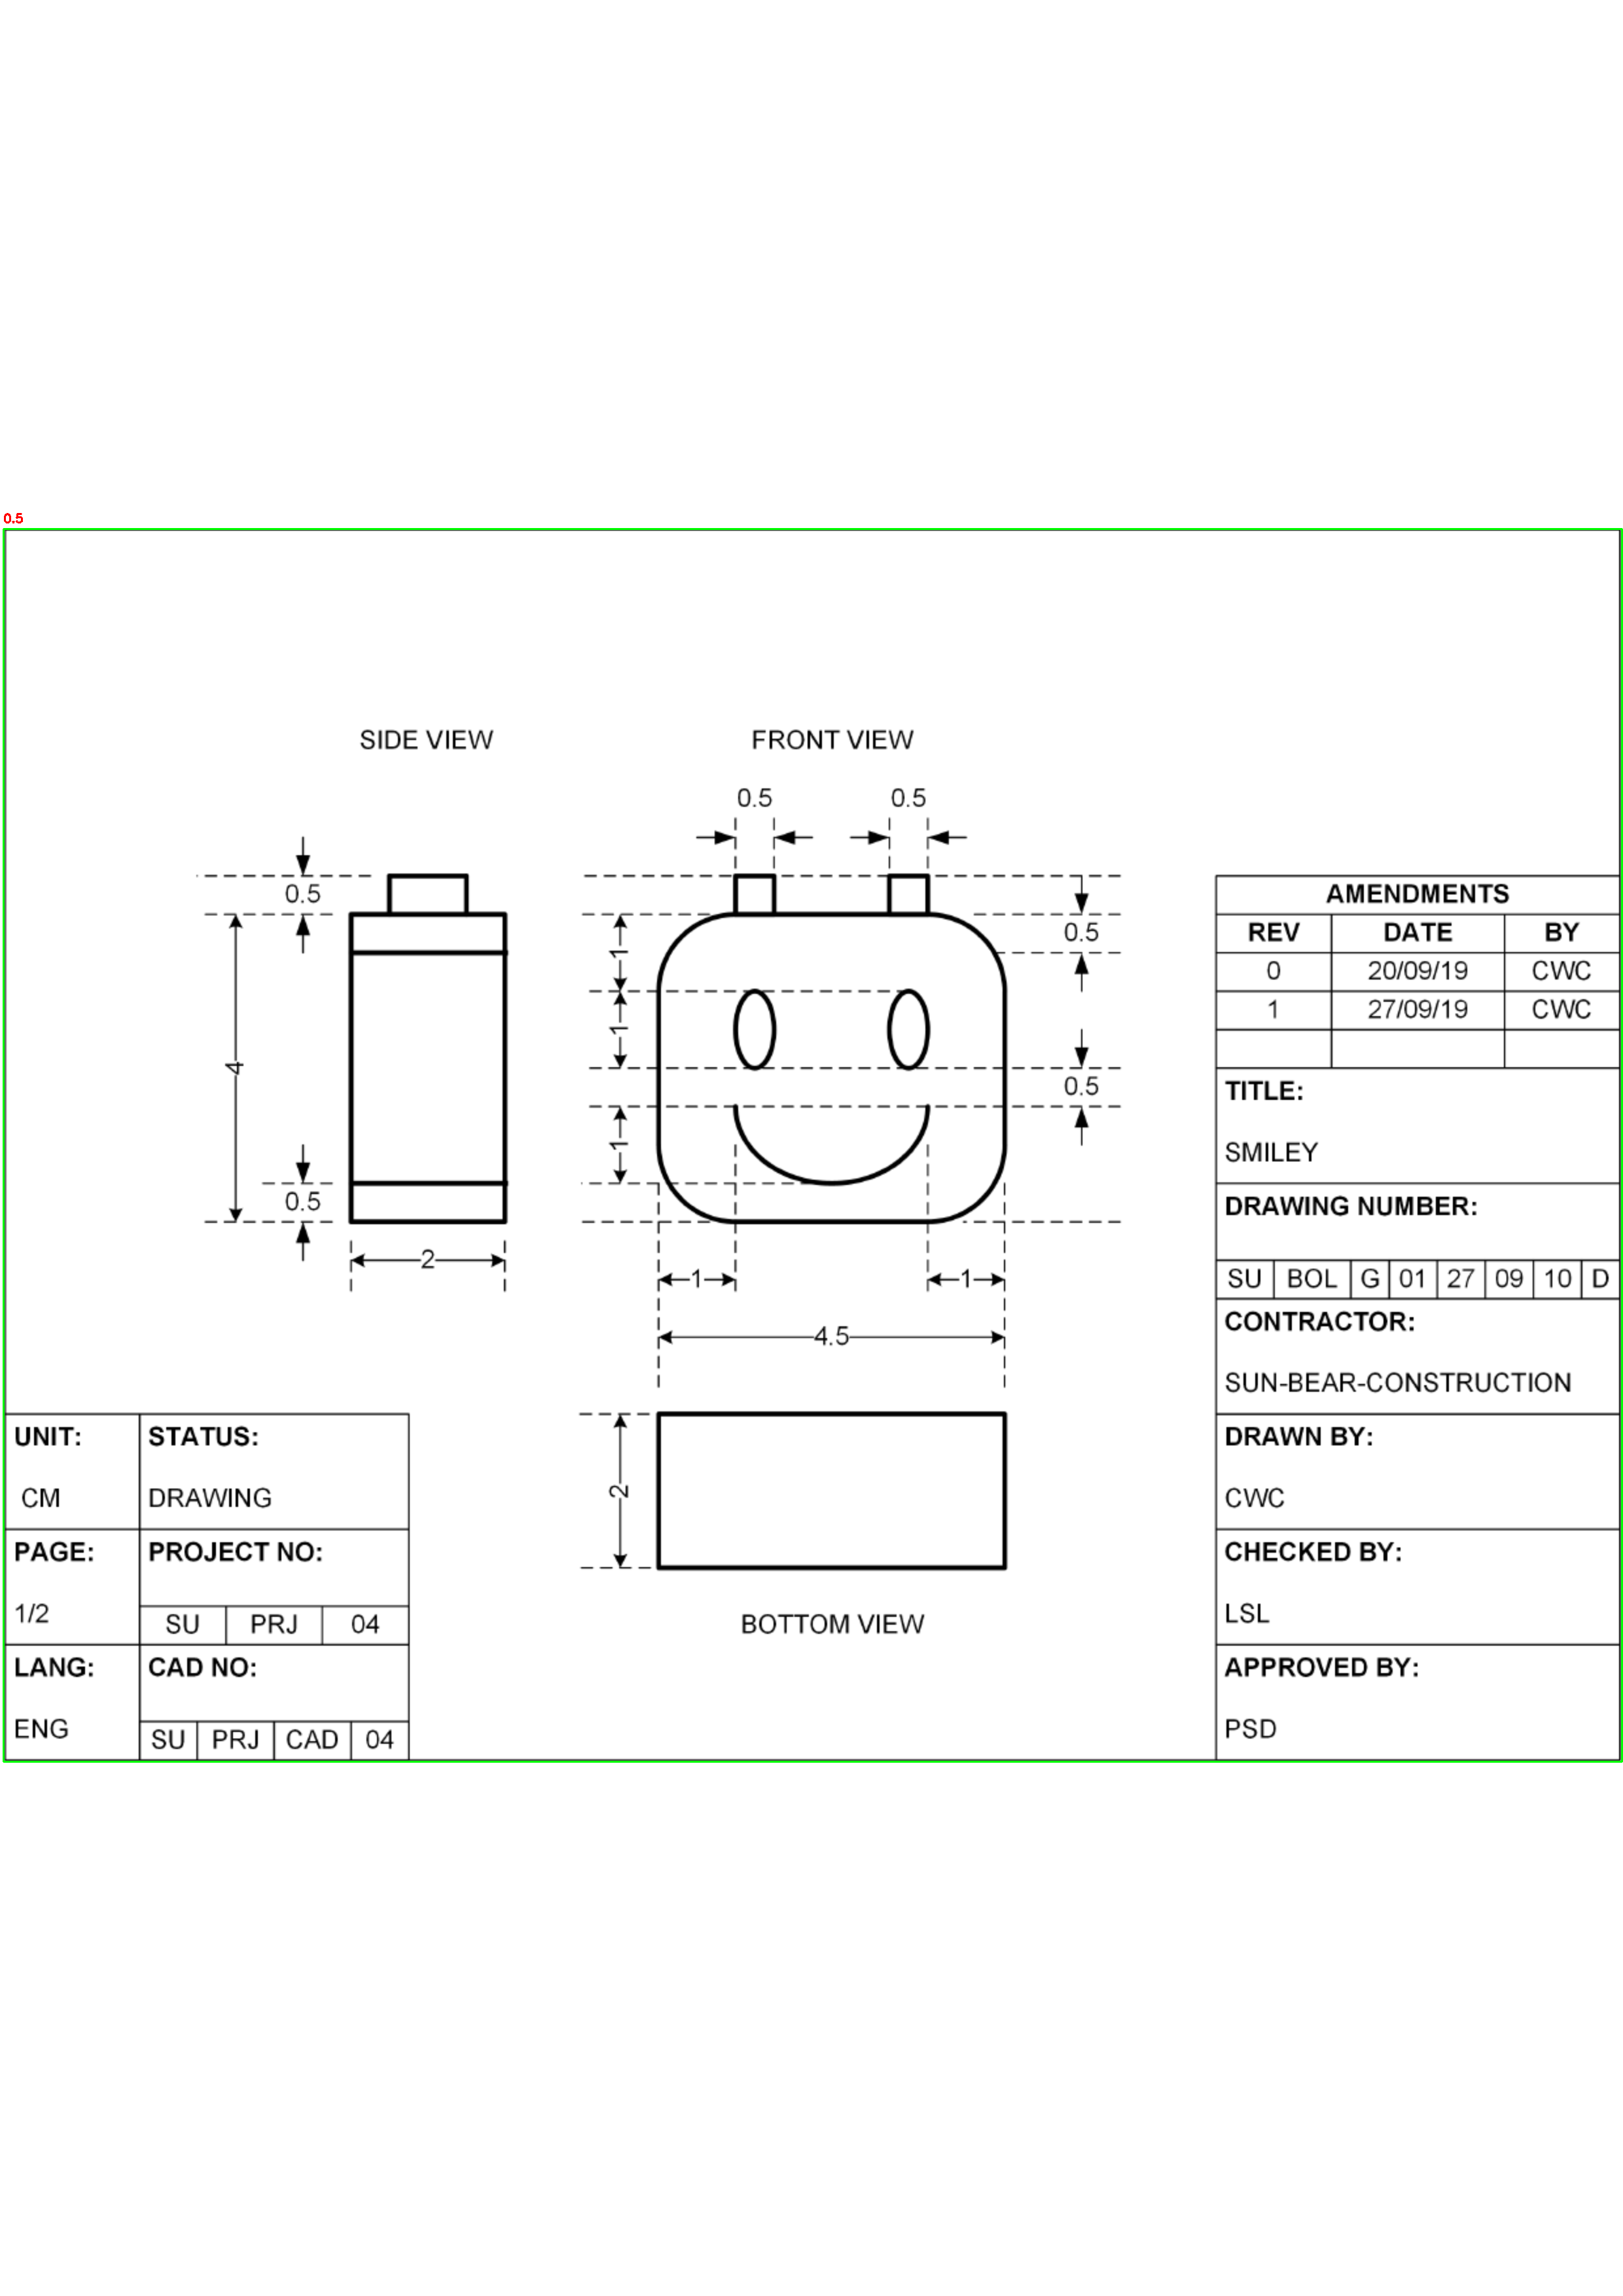 0.5
SIDE VIEW
FRONT VIEW
0.5 0.5
0.5
0.5
1
1
0.5
1
4
0.5
2
1 1
4.5
2
BOTTOM VIEW
AMENDMENTS
REV DATE BY
0 20/09/19 CWC
1 27/09/19 CWC
TITLE:
SMILEY
DRAWING NUMBER:
SU BOL G 01 27 09 10 D
CONTRACTOR:
SUN-BEAR-CONSTRUCTION
DRAWN BY:
CWC
CHECKED BY:
LSL
APPROVED BY:
PSD
UNIT: STATUS:
CM DRAWING
PAGE: PROJECT NO:
1/2 SU PRJ 04
LANG: CAD NO:
ENG SU PRJ CAD 04